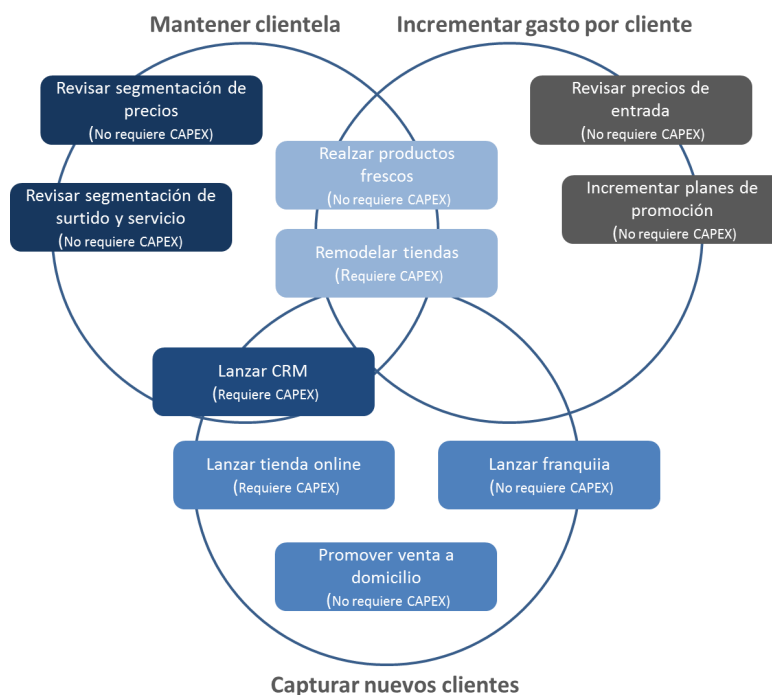 Mantener clientela
Incrementar gasto por cliente
Revisar segmentación de
precios
(No requiere CAPEX)
Revisar precios de
entrada
(No requiere CAPEX)
Realzar productos
frescos
(No requiere CAPEX)
Revisar segmentación de
surtido y servicio
(No requiere CAPEX)
Incrementar planes de
promoción
(No requiere CAPEX)
Remodelar tiendas
(Requiere CAPEX)
Lanzar CRM
(Requiere CAPEX)
Lanzar tienda online
(Requiere CAPEX)
Lanzar franquiia
(No requiere CAPEX)
Promover venta a
domicilio
(No requiere CAPEX)
Capturar nuevos clientes